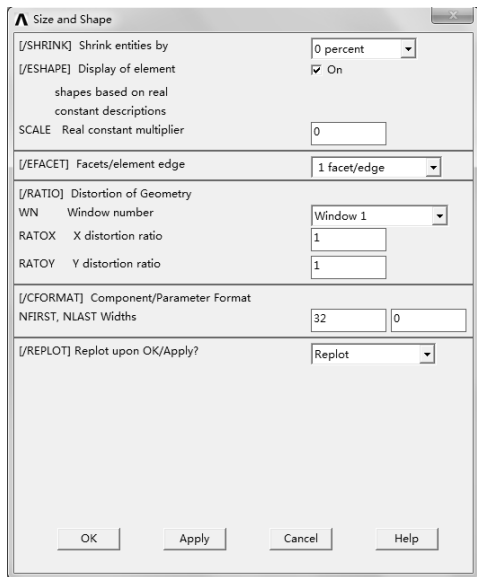 Size and Shape
[/SHRINK] Shrink entities by 0 percent
[/ESHAPE] Display of element On
shapes based on real
constant descriptions
SCALE Real constant multiplier 0
[/EFACET] Facets/element edge 1 facet/edge
[/RATIO] Distortion of Geometry
WN Window number Window 1
RATOX X distortion ratio 1
RATOY Y distortion ratio 1
[/CFORMAT] Component/Parameter Format
NFIRST, NLAST Widths 32 0
[/REPLOT] Replot upon OK/Apply? Replot
OK Apply Cancel Help